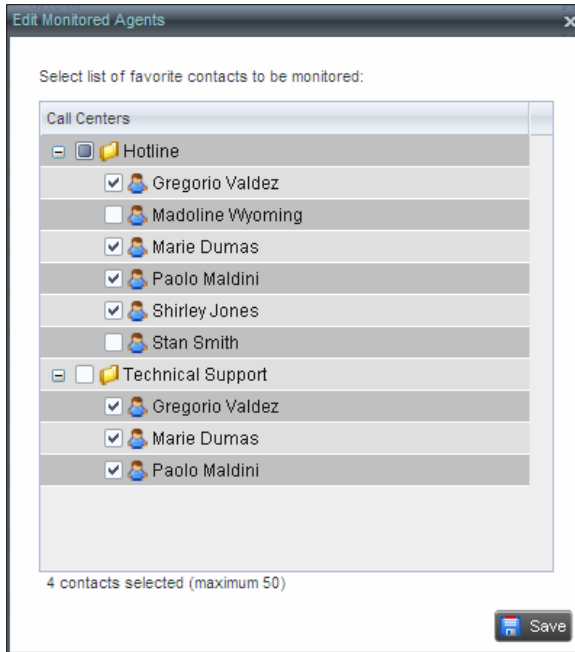 Edit Monitored Agents
Select list of favorite contacts to be monitored:
Call Centers
Hotline
Gregorio Valdez
Madoline Wyoming
Marie Dumas
Paolo Maldini
Shirley Jones
Stan Smith
Technical Support
Gregorio Valdez
Marie Dumas
Paolo Maldini
4 contacts selected (maximum 50)
Save